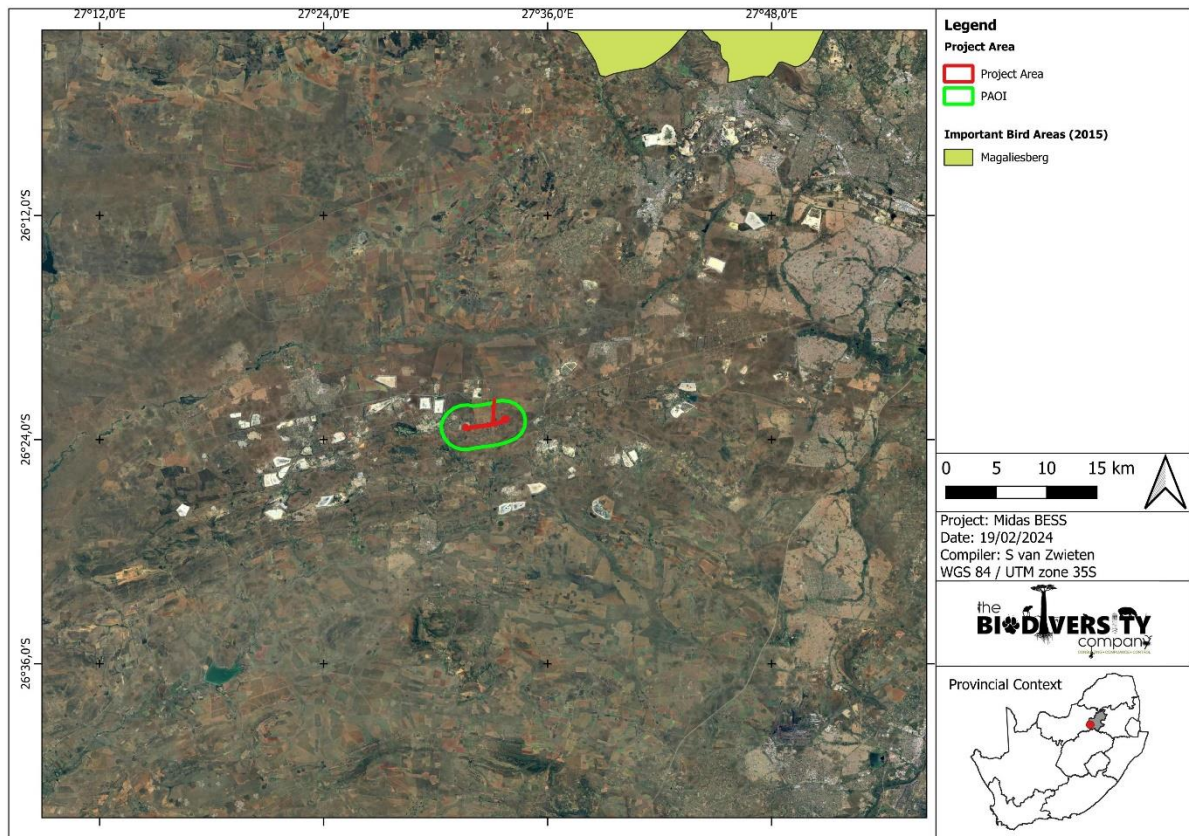 27°12,0'E 27°24,0'E 27°36,0'E 27°48,0'E
26°12,0'S
26°24,0'S
26°36,0'S
Legend
Project Area
Project Area
PAOI
Important Bird Areas (2015)
Magaliesberg
0 5 10 15 km
Project: Midas BESS
Date: 19/02/2024
Compiler: S van Zwieten
WGS 84 / UTM zone 35S
the
BIODIVERSITY
company
Provincial Context